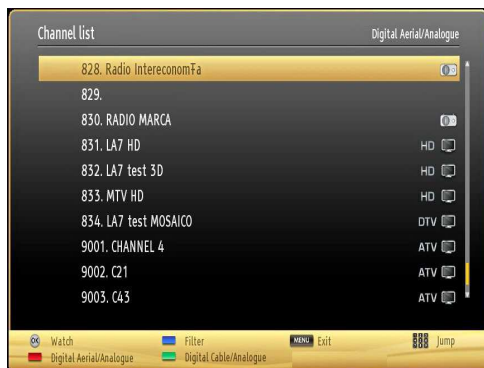 Channel list Digital Aerial/Analogue
828. Radio IntereconomŦa
829.
830. RADIO MARCA
831. LA7 HD HD
832. LA7 test 3D HD
833. MTV HD HD
834. LA7 test MOSAICO DTV
9001. CHANNEL 4 ATV
9002. C21 ATV
9003. C43 ATV
OK Watch Filter MENU Exit Jump
Digital Aerial/Analogue Digital Cable/Analogue